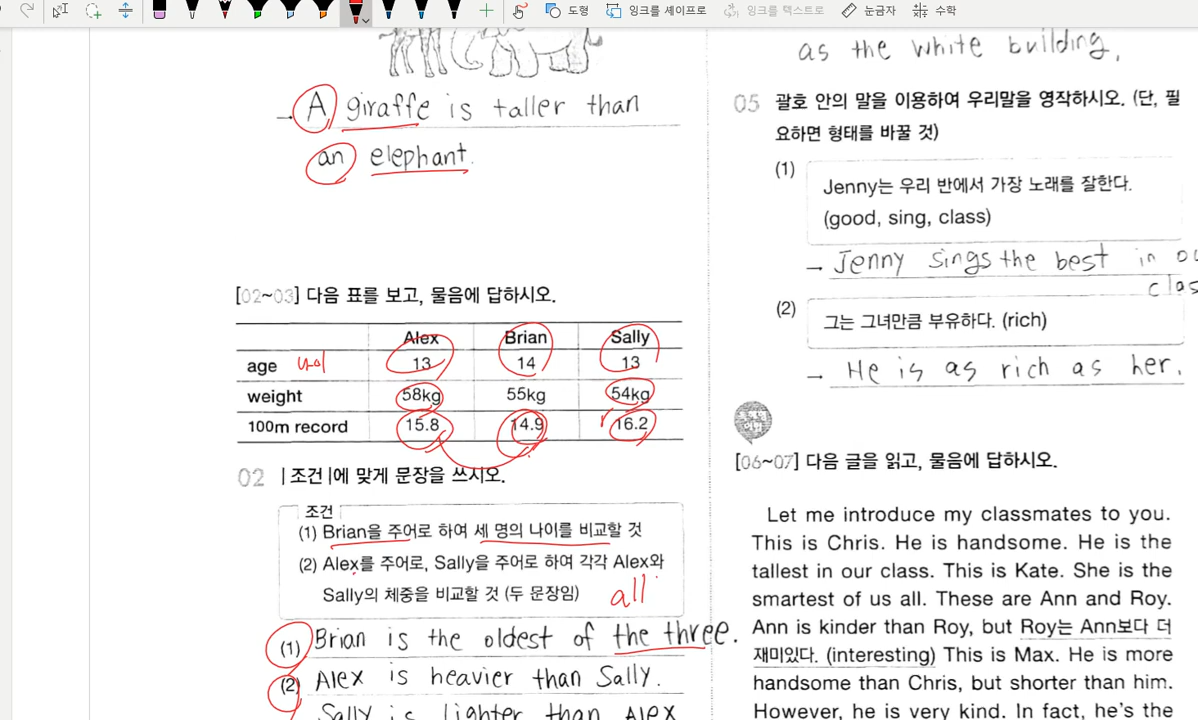 도형
잉크를 셰이프로
잉크를 텍스트로
눈금자
수학
→ A giraffe is taller than
an elephant.
[02~03] 다음 표를 보고, 물음에 답하시오.
Alex Brian Sally
age 나이 13 14 13
weight 58kg 55kg 54kg
100m record 15.8 14.9 16.2
02 |조건|에 맞게 문장을 쓰시오.
조건
(1) Brian을 주어로 하여 세 명의 나이를 비교할 것
(2) Alex를 주어로, Sally을 주어로 하여 각각 Alex와
Sally의 체중을 비교할 것 (두 문장임)
all
(1) Brian is the oldest of the three.
(2) Alex is heavier than Sally.
Sally is lighter than Alex
as the white building,
05 괄호 안의 말을 이용하여 우리말을 영작하시오. (단, 필
요하면 형태를 바꿀 것)
(1)
Jenny는 우리 반에서 가장 노래를 잘한다.
(good, sing, class)
→ Jenny sings the best in ou
clas
(2)
그는 그녀만큼 부유하다. (rich)
→ He is as rich as her.
[06~07] 다음 글을 읽고, 물음에 답하시오.
Let me introduce my classmates to you.
This is Chris. He is handsome. He is the
tallest in our class. This is Kate. She is the
smartest of us all. These are Ann and Roy.
Ann is kinder than Roy, but Roy는 Ann보다 더
재미있다. (interesting) This is Max. He is more
handsome than Chris, but shorter than him.
However, he is very kind. In fact, he's the